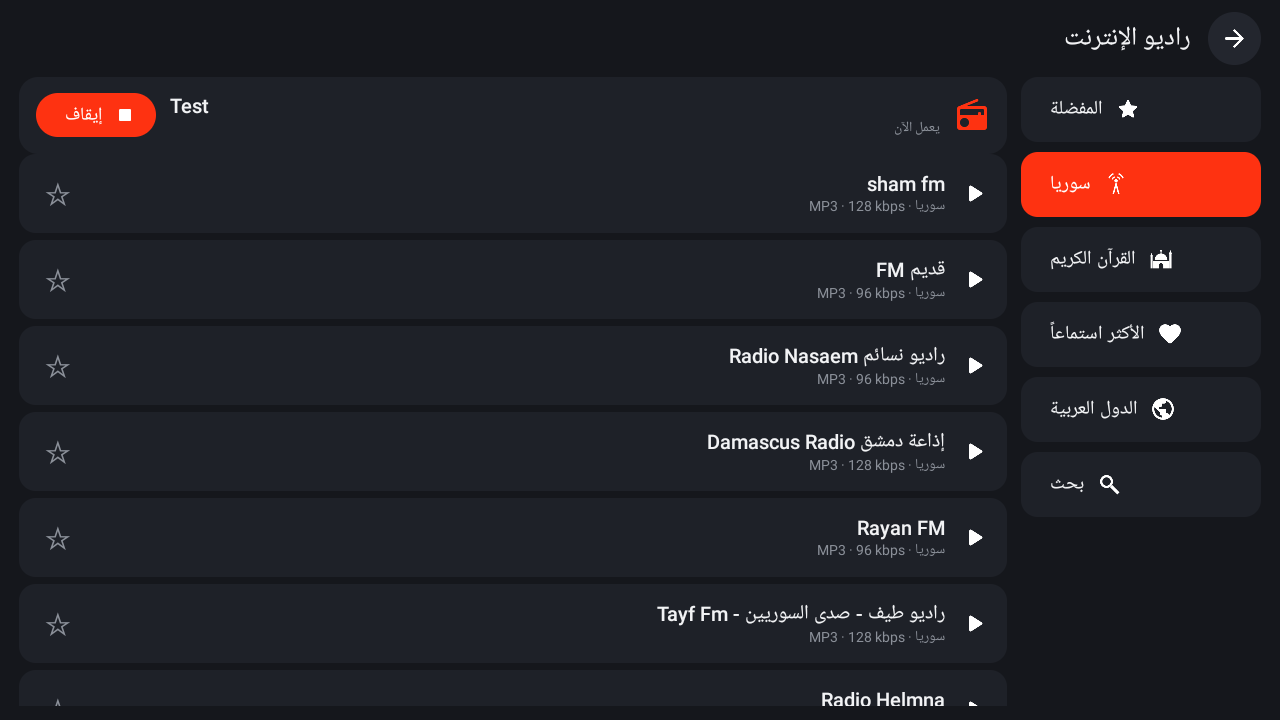 راديو الإنترنت
المفضلة
سوريا
القرآن الكريم
الأكثر استماعاً
الدول العربية
بحث
Test
يعمل الآن
إيقاف
sham fm
سوريا · MP3 · 128 kbps
قديم FM
سوريا · MP3 · 96 kbps
راديو نسائم Radio Nasaem
سوريا · MP3 · 96 kbps
إذاعة دمشق Damascus Radio
سوريا · MP3 · 128 kbps
Rayan FM
سوريا · MP3 · 96 kbps
راديو طيف - صدى السوريين - Tayf Fm
سوريا · MP3 · 128 kbps
Radio Helmna